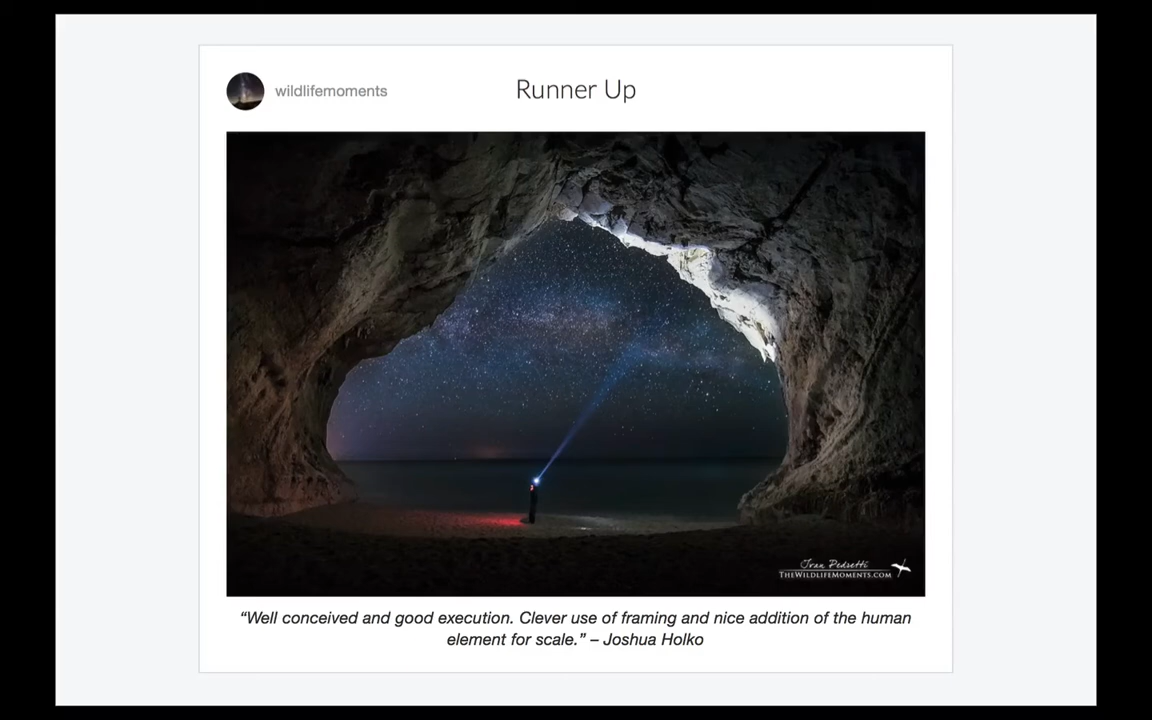 wildlifemoments
Runner Up
Ivan Pedretti
THEWILDLIFEMOMENTS.COM
“Well conceived and good execution. Clever use of framing and nice addition of the human
element for scale.” – Joshua Holko